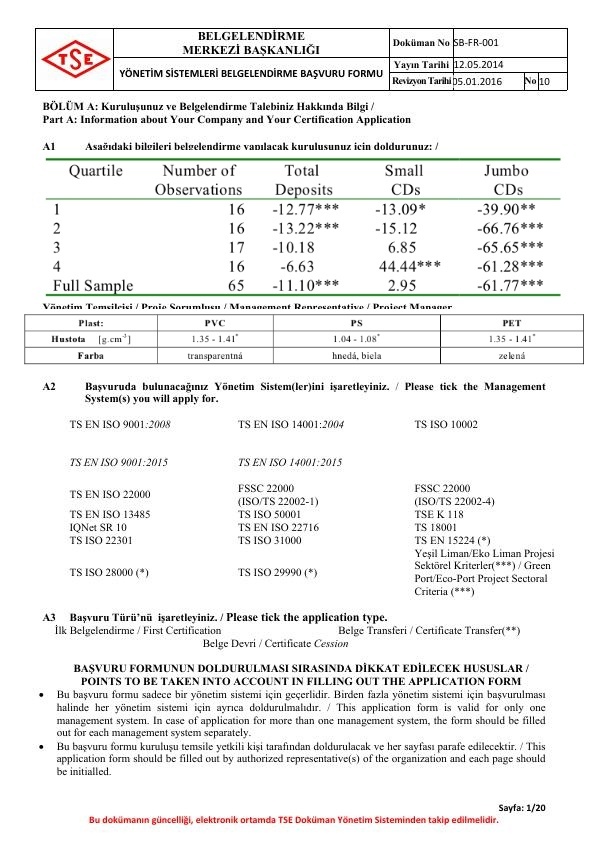 TSE
BELGELENDİRME
MERKEZİ BAŞKANLIĞI
YÖNETİM SİSTEMLERİ BELGELENDİRME BAŞVURU FORMU
Doküman No SB-FR-001
Yayın Tarihi 12.05.2014
Revizyon Tarihi 05.01.2016 No 10
BÖLÜM A: Kuruluşunuz ve Belgelendirme Talebiniz Hakkında Bilgi /
Part A: Information about Your Company and Your Certification Application
A1 Aşağıdaki bilgileri belgelendirme yapılacak kuruluşunuz için doldurunuz: /
Quartile Number of Total Small Jumbo
Observations Deposits CDs CDs
1 16 -12.77*** -13.09* -39.90**
2 16 -13.22*** -15.12 -66.76***
3 17 -10.18 6.85 -65.65***
4 16 -6.63 44.44*** -61.28***
Full Sample 65 -11.10*** 2.95 -61.77***
Yönetim Temsilcisi / Proje Sorumlusu / Management Representative / Project Manager
Plast: PVC PS PET
Hustota [g.cm-3] 1.35 - 1.41* 1.04 - 1.08* 1.35 - 1.41*
Farba transparentná hnedá, biela zelená
A2 Başvuruda bulunacağınız Yönetim Sistem(ler)ini işaretleyiniz. / Please tick the Management
System(s) you will apply for.
TS EN ISO 9001:2008 TS EN ISO 14001:2004 TS ISO 10002
TS EN ISO 9001:2015 TS EN ISO 14001:2015
TS EN ISO 22000 FSSC 22000 (ISO/TS 22002-1) FSSC 22000 (ISO/TS 22002-4)
TS EN ISO 13485 TS ISO 50001 TSE K 118
IQNet SR 10 TS EN ISO 22716 TS 18001
TS ISO 22301 TS ISO 31000 TS EN 15224 (*)
TS ISO 28000 (*) TS ISO 29990 (*) Yeşil Liman/Eko Liman Projesi
Sektörel Kriterler(***) / Green
Port/Eco-Port Project Sectoral
Criteria (***)
A3 Başvuru Türü'nü işaretleyiniz. / Please tick the application type.
İlk Belgelendirme / First Certification Belge Transferi / Certificate Transfer(**)
Belge Devri / Certificate Cession
BAŞVURU FORMUNUN DOLDURULMASI SIRASINDA DİKKAT EDİLECEK HUSUSLAR /
POINTS TO BE TAKEN INTO ACCOUNT IN FILLING OUT THE APPLICATION FORM
• Bu başvuru formu sadece bir yönetim sistemi için geçerlidir. Birden fazla yönetim sistemi için başvurulması
halinde her yönetim sistemi için ayrıca doldurulmalıdır. / This application form is valid for only one
management system. In case of application for more than one management system, the form should be filled
out for each management system separately.
• Bu başvuru formu kuruluşu temsile yetkili kişi tarafından doldurulacak ve her sayfası parafe edilecektir. / This
application form should be filled out by authorized representative(s) of the organization and each page should
be initialled.
Sayfa: 1/20
Bu dokümanın güncelliği, elektronik ortamda TSE Doküman Yönetim Sisteminden takip edilmelidir.